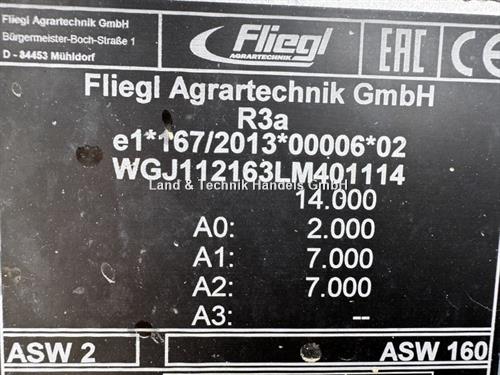 Fliegl Agrartechnik GmbH
Bürgermeister-Boch-Straße 1
D - 84453 Mühldorf
Fliegl
AGRARTECHNIK
EAC
CE
Fliegl Agrartechnik GmbH
R3a
e1*167/2013*00006*02
WGJ112163LM401114
Land & Technik Handels GmbH
14.000
A0: 2.000
A1: 7.000
A2: 7.000
A3: --
ASW 2 ASW 160